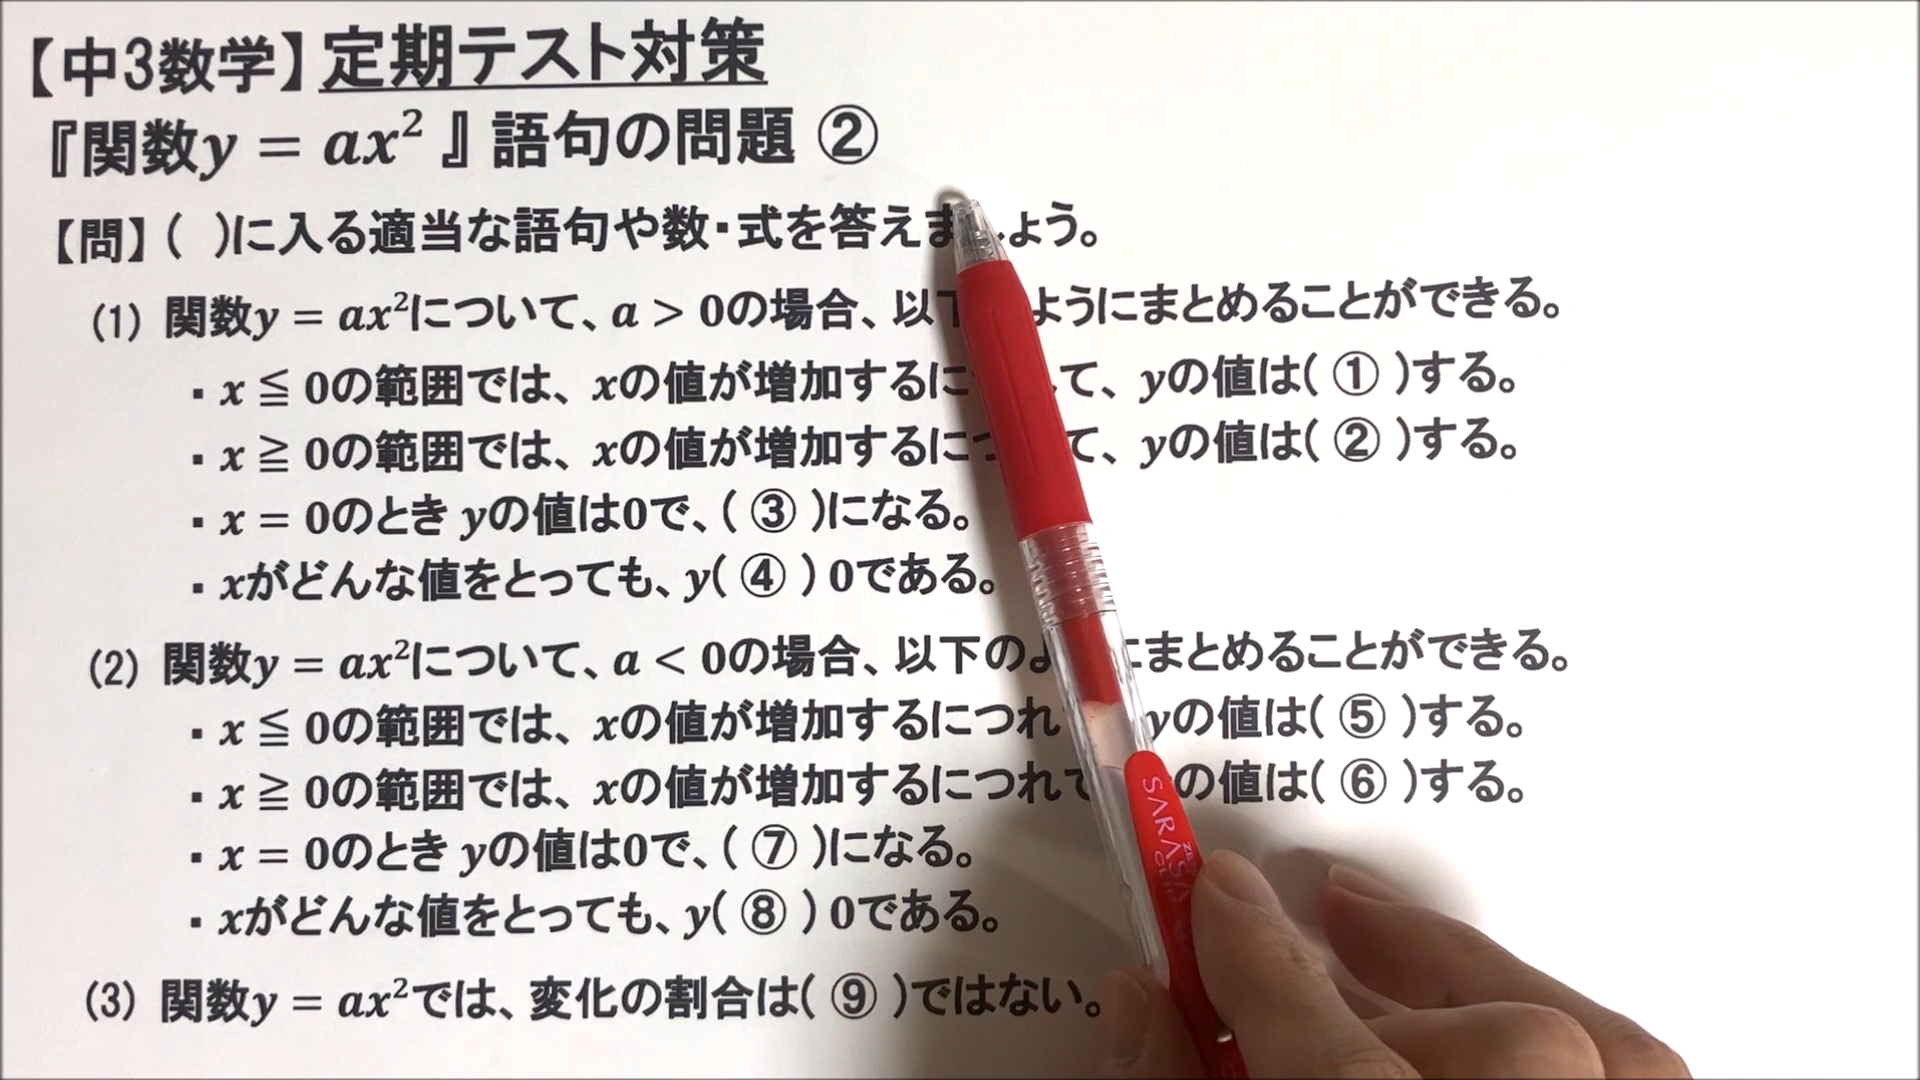 【中3数学】定期テスト対策
『関数y = ax²』語句の問題 ②
【問】( )に入る適当な語句や数・式を答えましょう。
(1) 関数y = ax²について、a > 0の場合、以下 ようにまとめることができる。
▪ x ≦ 0の範囲では、xの値が増加するに て、yの値は( ① )する。
▪ x ≧ 0の範囲では、xの値が増加するにつ て、yの値は( ② )する。
▪ x = 0のとき yの値は0で、( ③ )になる。
▪ xがどんな値をとっても、y( ④ ) 0である。
(2) 関数y = ax²について、a < 0の場合、以下のよ にまとめることができる。
▪ x ≦ 0の範囲では、xの値が増加するにつれ yの値は( ⑤ )する。
▪ x ≧ 0の範囲では、xの値が増加するにつれて の値は( ⑥ )する。
▪ x = 0のとき yの値は0で、( ⑦ )になる。
▪ xがどんな値をとっても、y( ⑧ ) 0である。
(3) 関数y = ax²では、変化の割合は( ⑨ )ではない。
SARASA